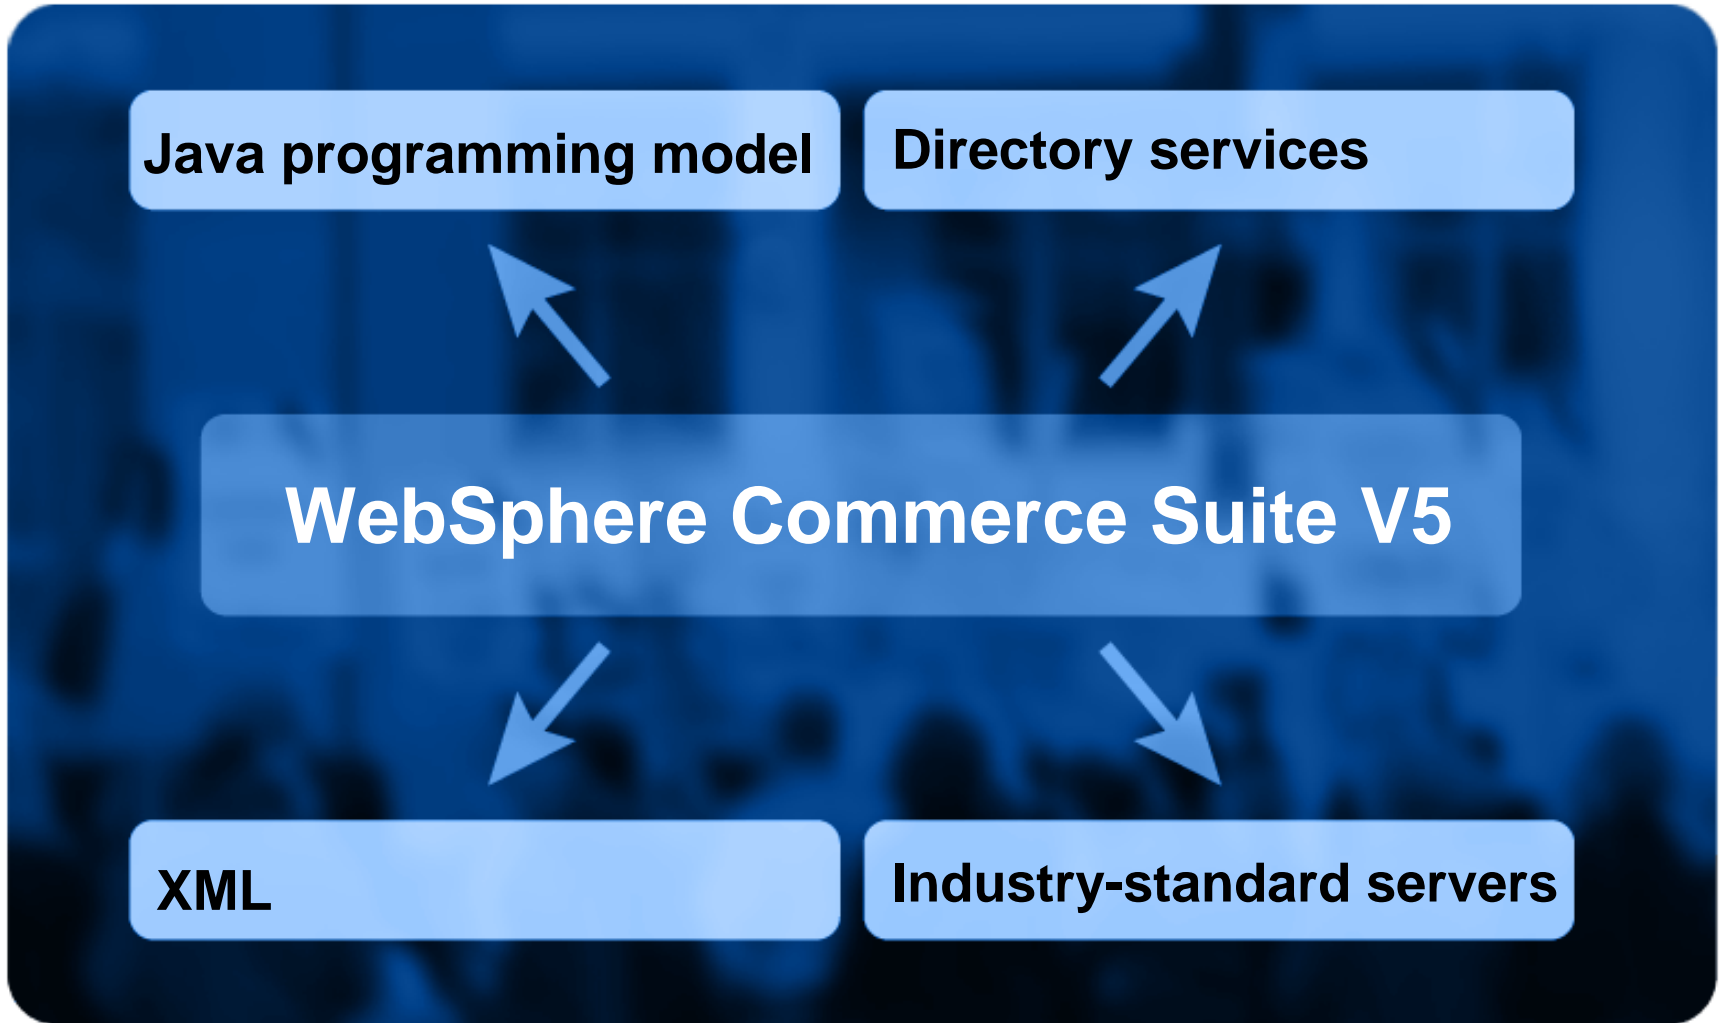 Java programming model
Directory services
WebSphere Commerce Suite V5
XML
Industry-standard servers